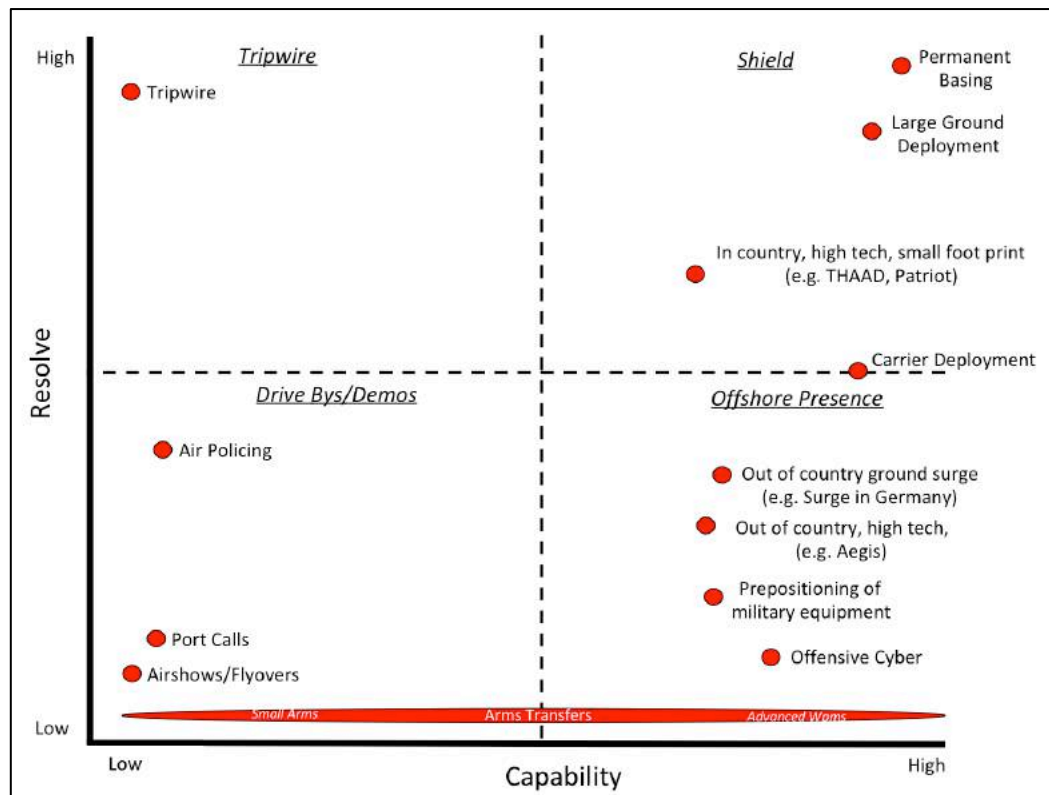 High
Tripwire
Shield
Permanent
Basing
Tripwire
Large Ground
Deployment
In country, high tech, small foot print
(e.g. THAAD, Patriot)
Carrier Deployment
Resolve
Drive Bys/Demos
Offshore Presence
Air Policing
Out of country ground surge
(e.g. Surge in Germany)
Out of country, high tech,
(e.g. Aegis)
Prepositioning of
military equipment
Port Calls
Offensive Cyber
Airshows/Flyovers
Small Arms
Arms Transfers
Advanced Wpns
Low
Low
Capability
High